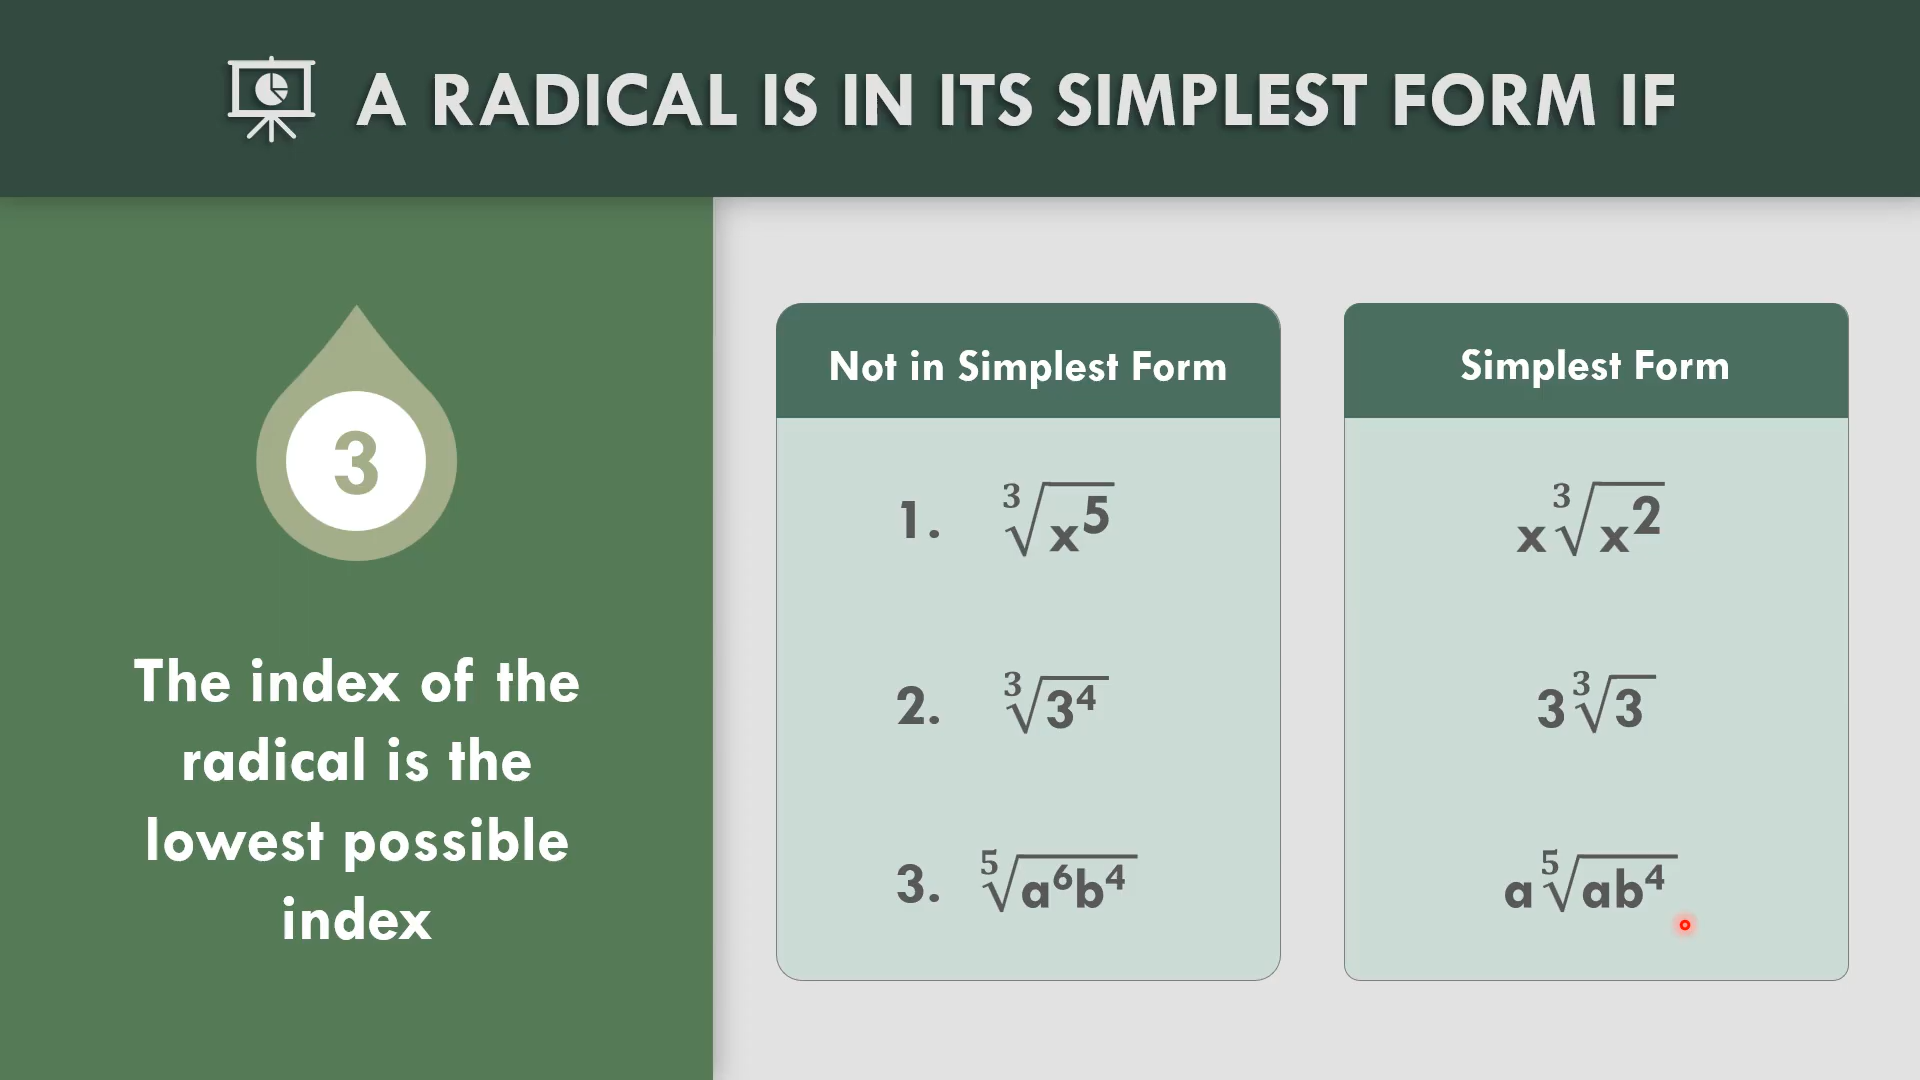 A RADICAL IS IN ITS SIMPLEST FORM IF
3
The index of the
radical is the
lowest possible
index
Not in Simplest Form
1. ∛x⁵
2. ∛3⁴
3. ⁵√a⁶b⁴
Simplest Form
x∛x²
3∛3
a⁵√ab⁴